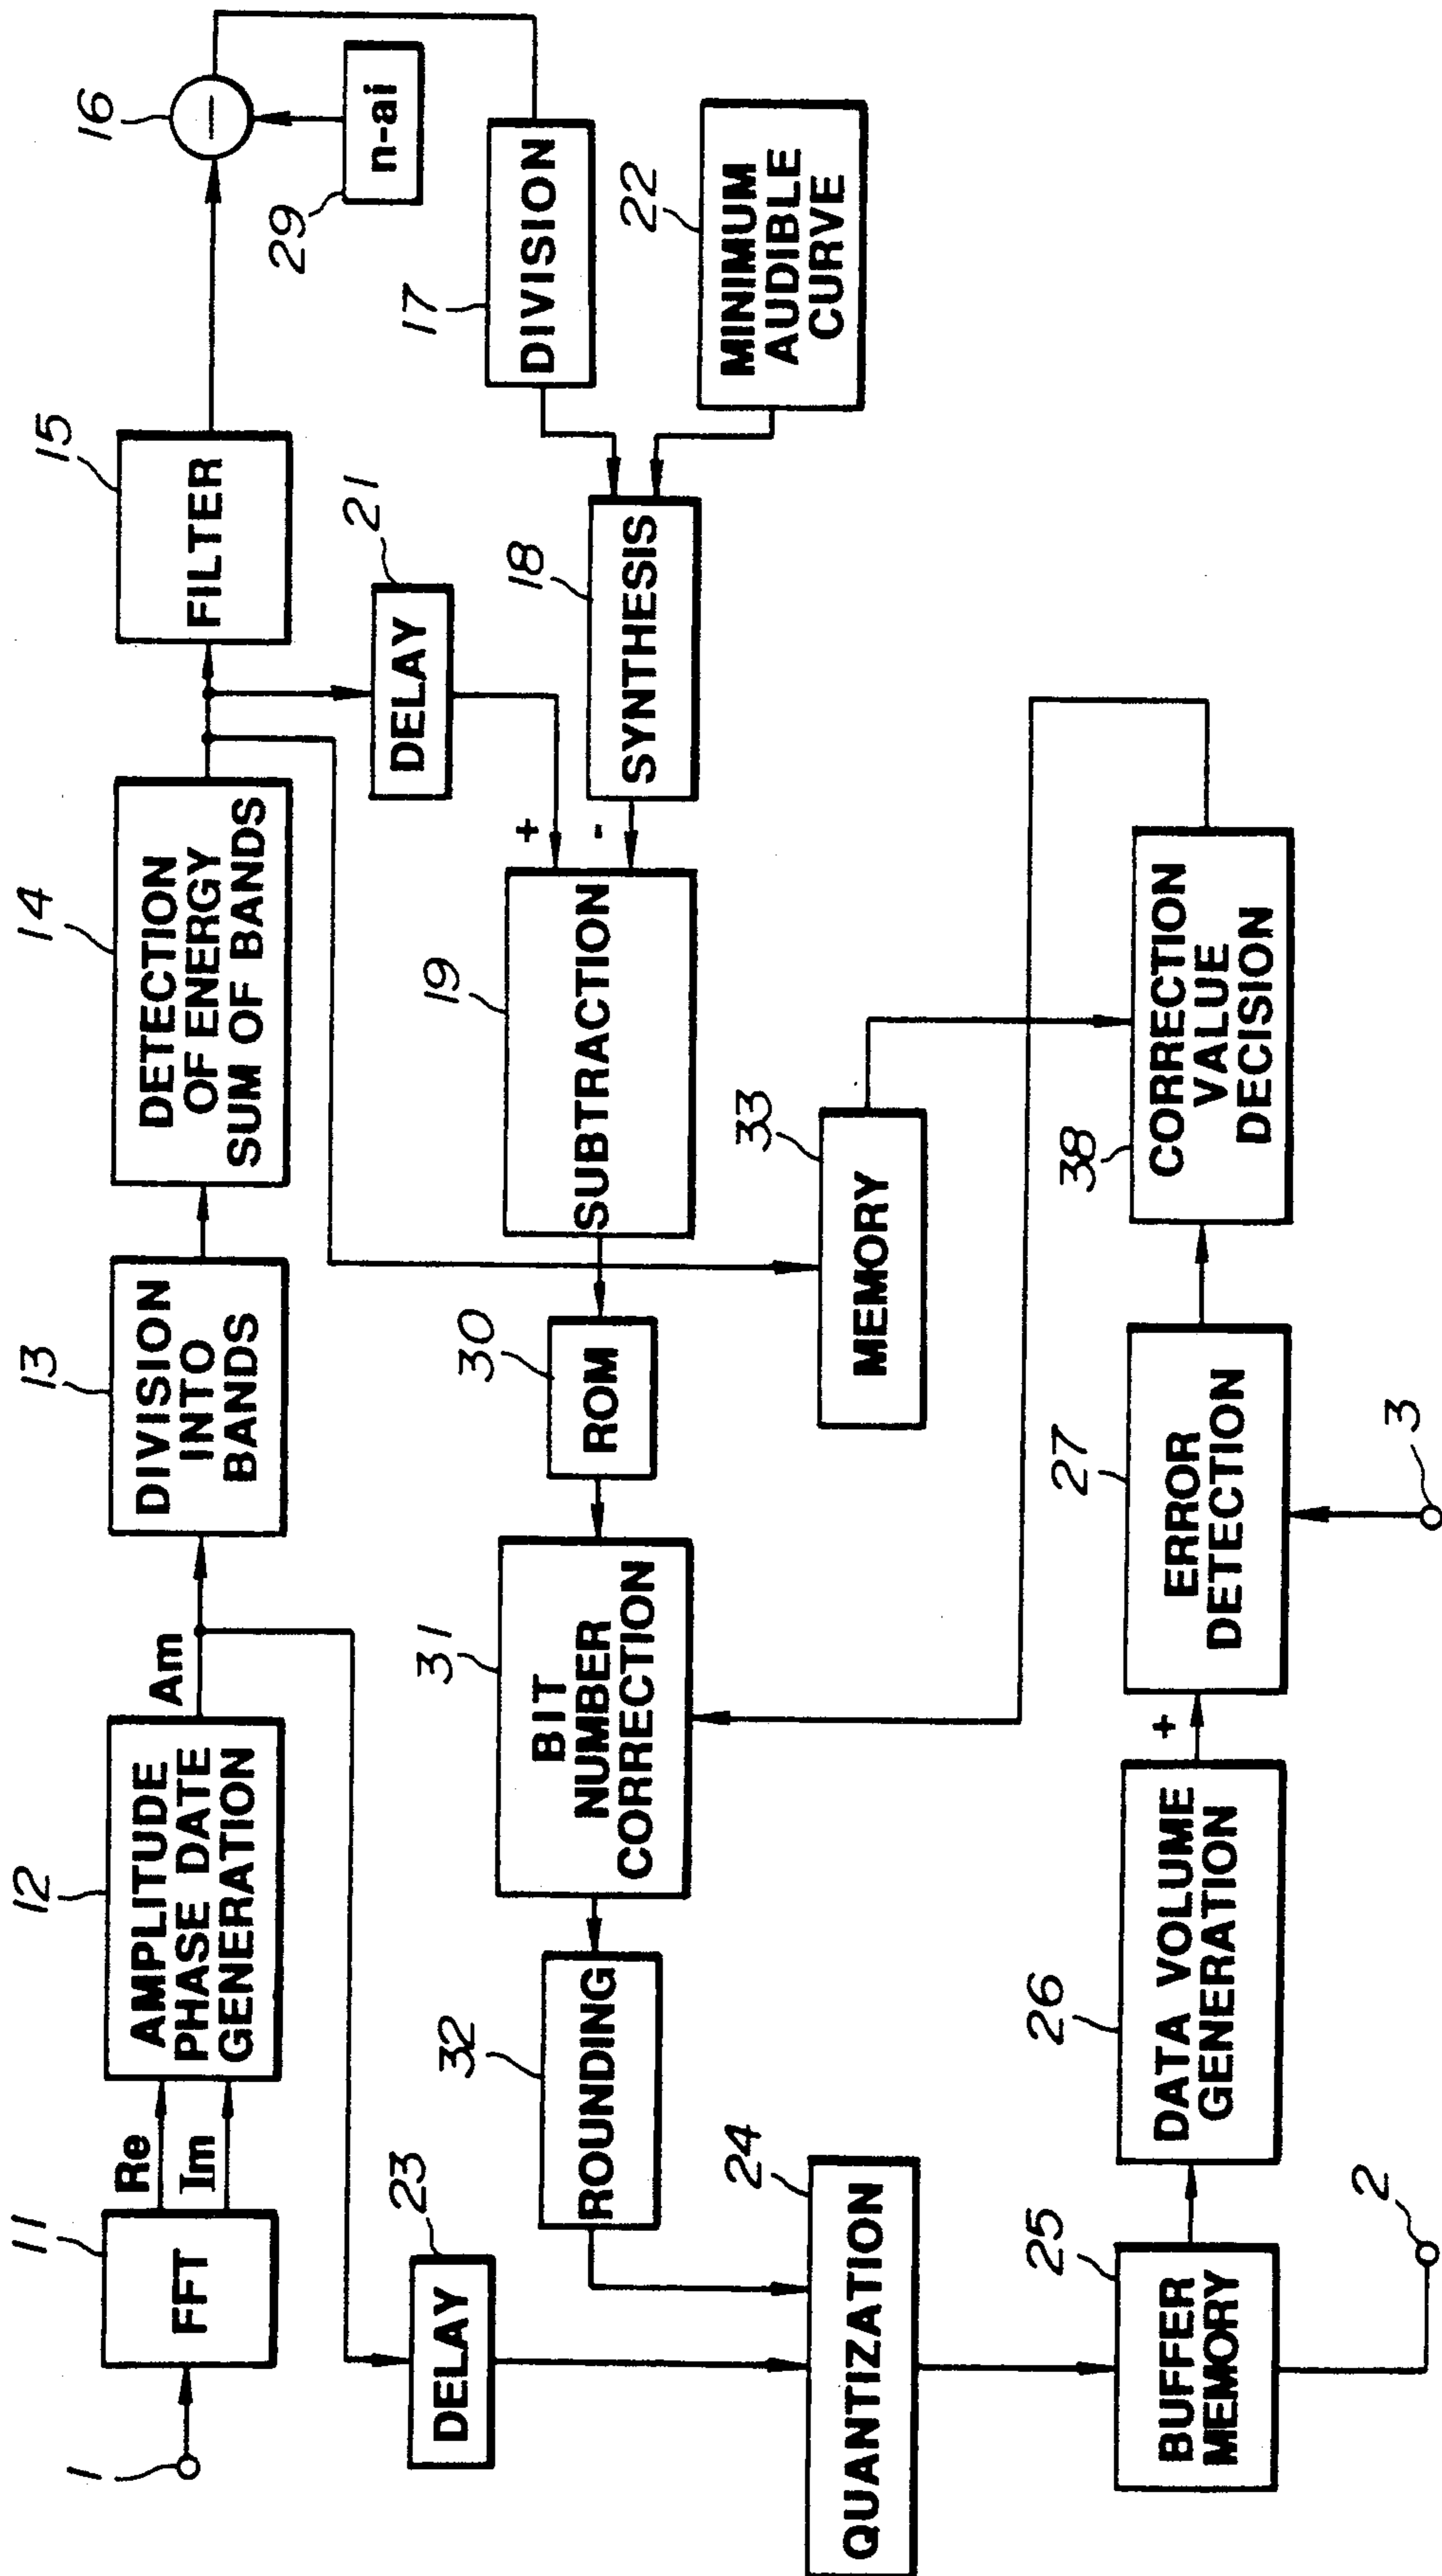 1
11
FFT
Re
Im
12
AMPLITUDE
PHASE DATE
GENERATION
Am
13
DIVISION
INTO
BANDS
14
DETECTION
OF ENERGY
SUM OF BANDS
15
FILTER
16
—
29
n-ai
17
DIVISION
22
MINIMUM
AUDIBLE
CURVE
21
DELAY
18
SYNTHESIS
+
-
19
SUBTRACTION
30
ROM
31
BIT
NUMBER
CORRECTION
32
ROUNDING
23
DELAY
24
QUANTIZATION
33
MEMORY
25
BUFFER
MEMORY
2
26
DATA VOLUME
GENERATION
+
27
ERROR
DETECTION
3
38
CORRECTION
VALUE
DECISION